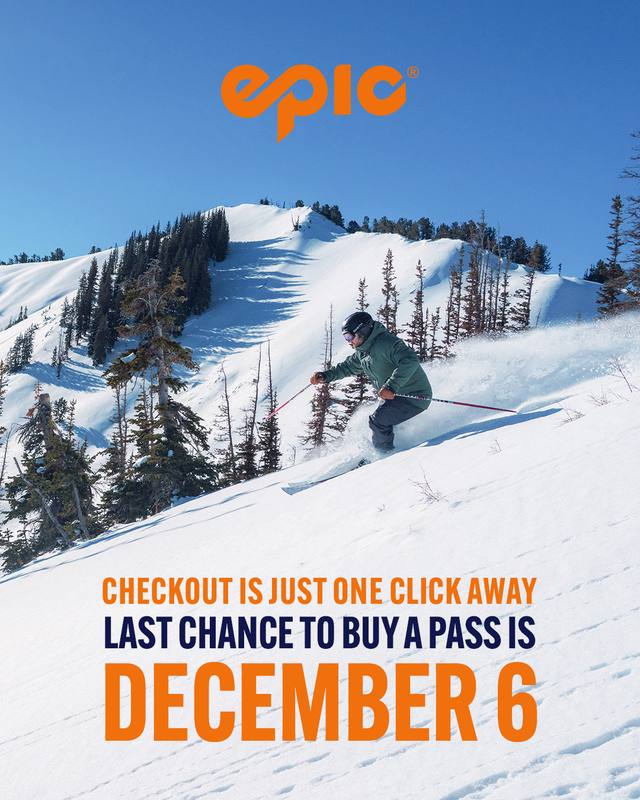 epic®
CHECKOUT IS JUST ONE CLICK AWAY
LAST CHANCE TO BUY A PASS IS
DECEMBER 6